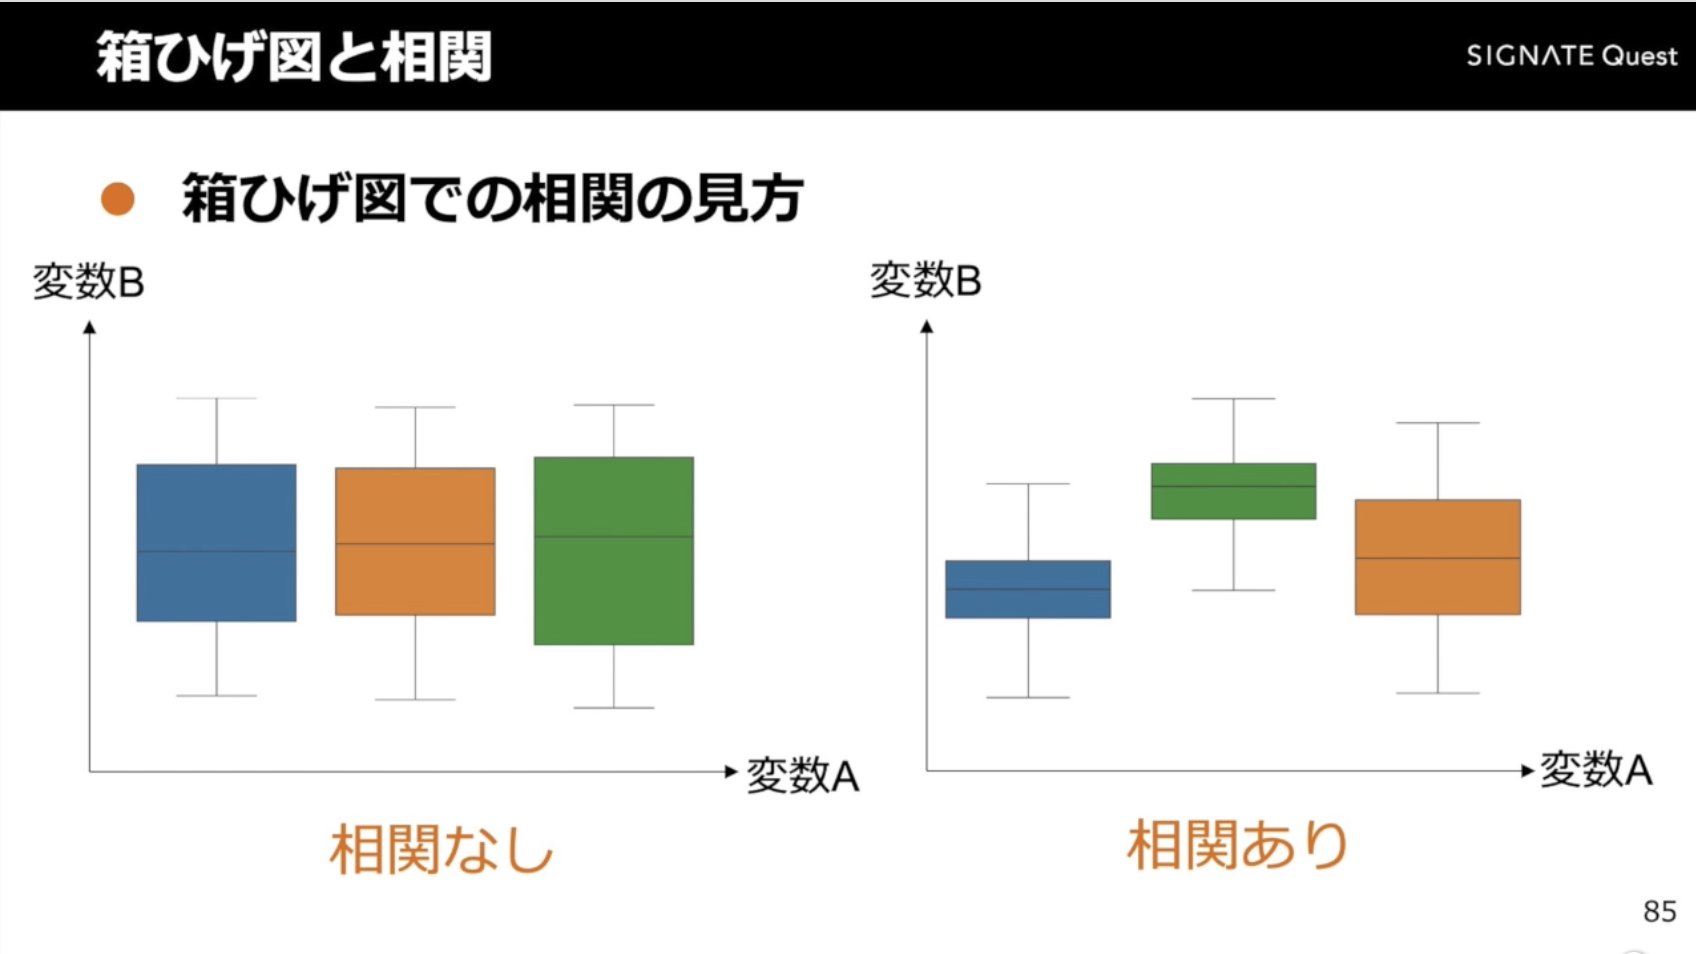 箱ひげ図と相関
SIGNATE Quest
箱ひげ図での相関の見方
変数B
変数A
相関なし
変数B
変数A
相関あり
85